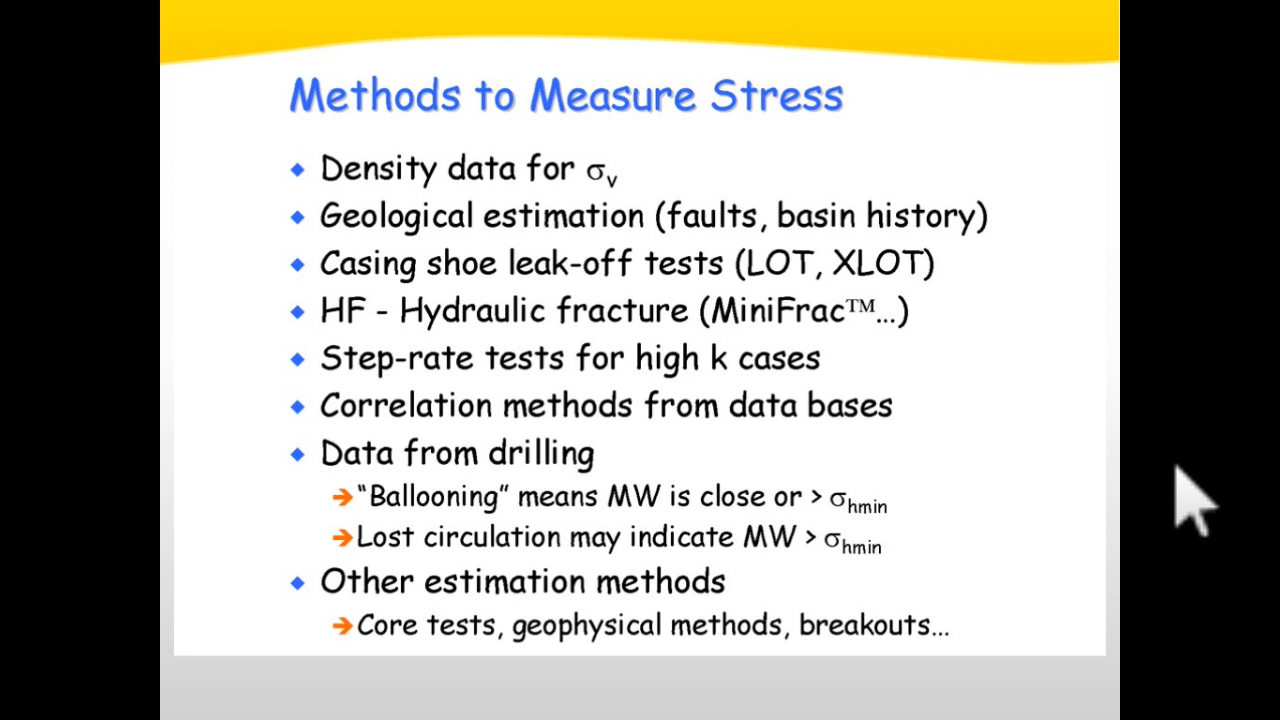 Methods to Measure Stress
◆ Density data for σv
◆ Geological estimation (faults, basin history)
◆ Casing shoe leak-off tests (LOT, XLOT)
◆ HF - Hydraulic fracture (MiniFrac™…)
◆ Step-rate tests for high k cases
◆ Correlation methods from data bases
◆ Data from drilling
➔ “Ballooning” means MW is close or > σhmin
➔ Lost circulation may indicate MW > σhmin
◆ Other estimation methods
➔ Core tests, geophysical methods, breakouts…